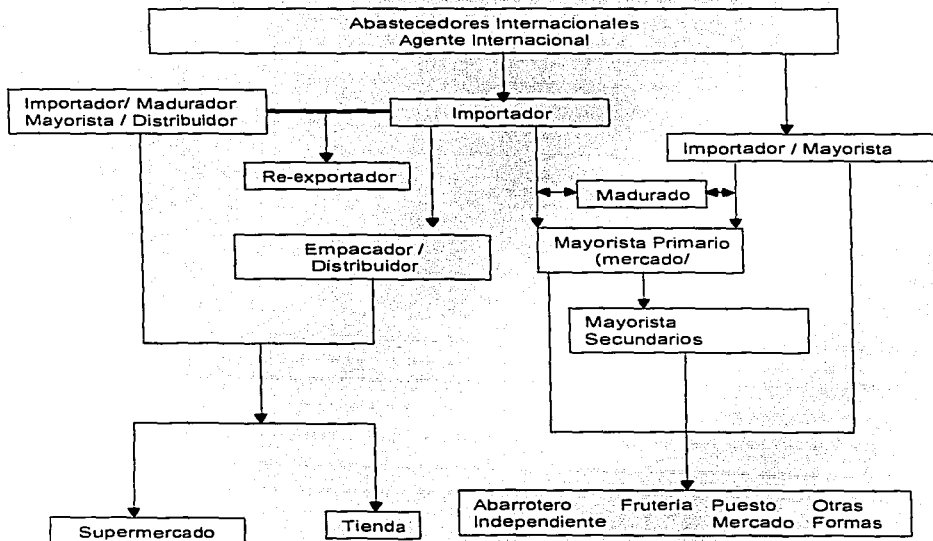 Abastecedores Internacionales
Agente Internacional
Importador/ Madurador
Mayorista / Distribuidor
Importador
Importador / Mayorista
Re-exportador
Madurado
Empacador /
Distribuidor
Mayorista Primario
(mercado/
Mayorista
Secundarios
Supermercado
Tienda
Abarrotero Frutería Puesto Otras
Independiente Mercado Formas